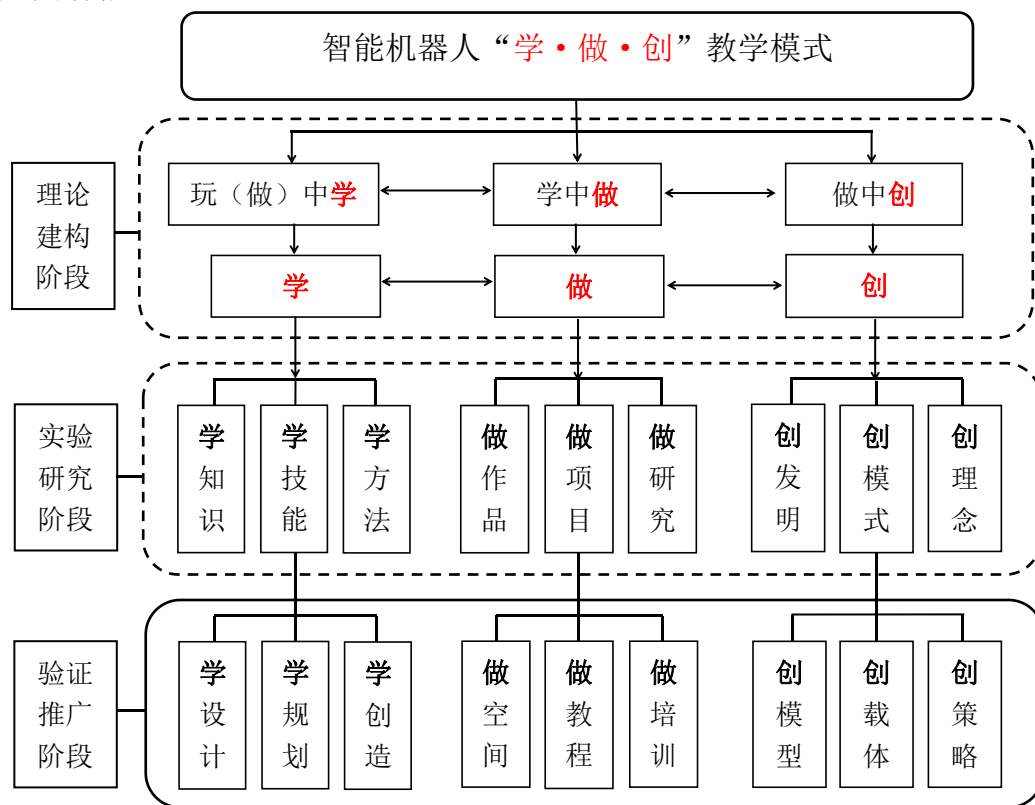 智能机器人“学·做·创”教学模式
理论
建构
阶段
玩（做）中学
学中做
做中创
学
做
创
实验
研究
阶段
学知识
学技能
学方法
做作品
做项目
做研究
创发明
创模式
创理念
验证
推广
阶段
学设计
学规划
学创造
做空间
做教程
做培训
创模型
创载体
创策略